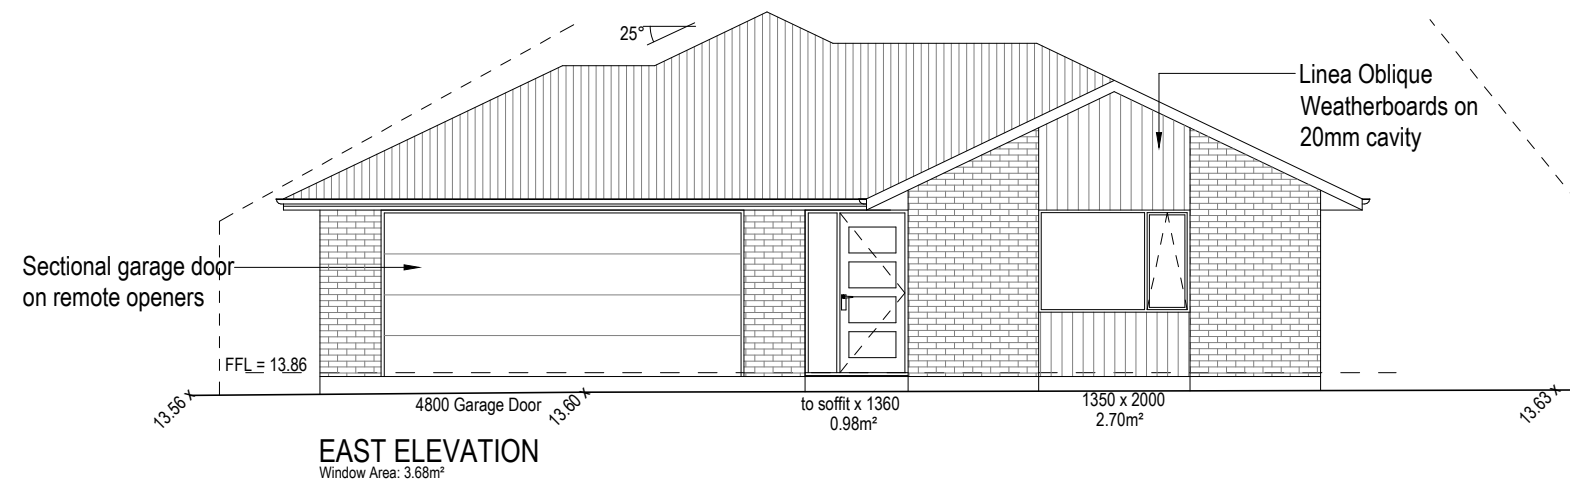 25°
Linea Oblique
Weatherboards on
20mm cavity
Sectional garage door
on remote openers
FFL = 13.86
13.56 x
4800 Garage Door
13.60 x
to soffit x 1360
0.98m²
1350 x 2000
2.70m²
13.63 x
EAST ELEVATION
Window Area: 3.68m²